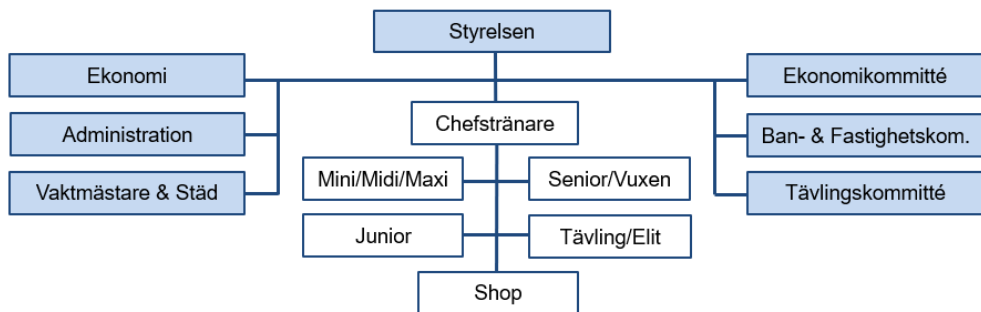 Styrelsen
Ekonomi
Ekonomikommitté
Chefstränare
Administration
Ban- & Fastighetskom.
Mini/Midi/Maxi
Senior/Vuxen
Vaktmästare & Städ
Tävlingskommitté
Junior
Tävling/Elit
Shop